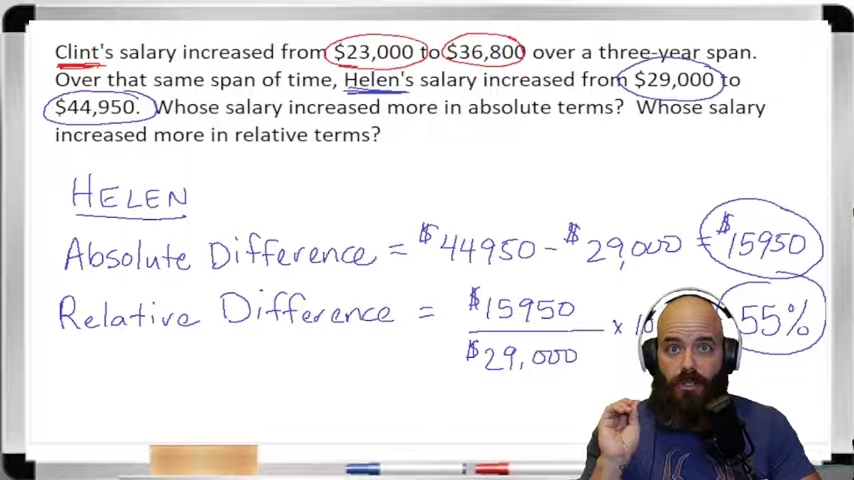 Clint's salary increased from $23,000 to $36,800 over a three-year span.
Over that same span of time, Helen's salary increased from $29,000 to
$44,950. Whose salary increased more in absolute terms? Whose salary
increased more in relative terms?
HELEN
Absolute Difference = $44950 - $29,000 = $15950
Relative Difference = $15950 / $29,000 x 10 55%